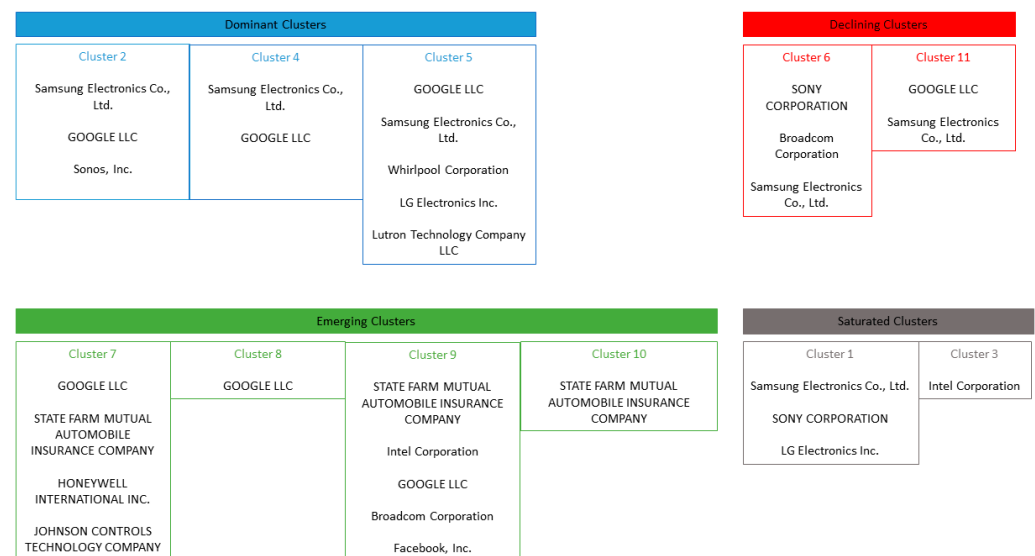 Dominant Clusters
Cluster 2
Samsung Electronics Co.,
Ltd.
GOOGLE LLC
Sonos, Inc.
Cluster 4
Samsung Electronics Co.,
Ltd.
GOOGLE LLC
Cluster 5
GOOGLE LLC
Samsung Electronics Co.,
Ltd.
Whirlpool Corporation
LG Electronics Inc.
Lutron Technology Company
LLC
Declining Clusters
Cluster 6
SONY
CORPORATION
Broadcom
Corporation
Samsung Electronics
Co., Ltd.
Cluster 11
GOOGLE LLC
Samsung Electronics
Co., Ltd.
Emerging Clusters
Cluster 7
GOOGLE LLC
STATE FARM MUTUAL
AUTOMOBILE
INSURANCE COMPANY
HONEYWELL
INTERNATIONAL INC.
JOHNSON CONTROLS
TECHNOLOGY COMPANY
Cluster 8
GOOGLE LLC
Cluster 9
STATE FARM MUTUAL
AUTOMOBILE INSURANCE
COMPANY
Intel Corporation
GOOGLE LLC
Broadcom Corporation
Facebook, Inc.
Cluster 10
STATE FARM MUTUAL
AUTOMOBILE INSURANCE
COMPANY
Saturated Clusters
Cluster 1
Samsung Electronics Co., Ltd.
SONY CORPORATION
LG Electronics Inc.
Cluster 3
Intel Corporation